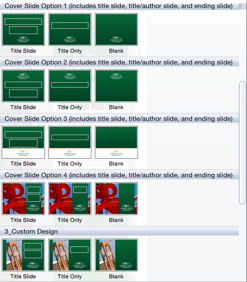 Cover Slide Option 1 (includes title slide, title/author slide, and ending slide)
Title Slide Title Only Blank
Cover Slide Option 2 (includes title slide, title/author slide, and ending slide)
Title Slide Title Only Blank
Cover Slide Option 3 (includes title slide, title/author slide, and ending slide)
Title Slide Title Only Blank
Cover Slide Option 4 (includes title slide, title/author slide, and ending slide)
Title Slide Title Only Blank
3_Custom Design
Title Slide Title Only Blank